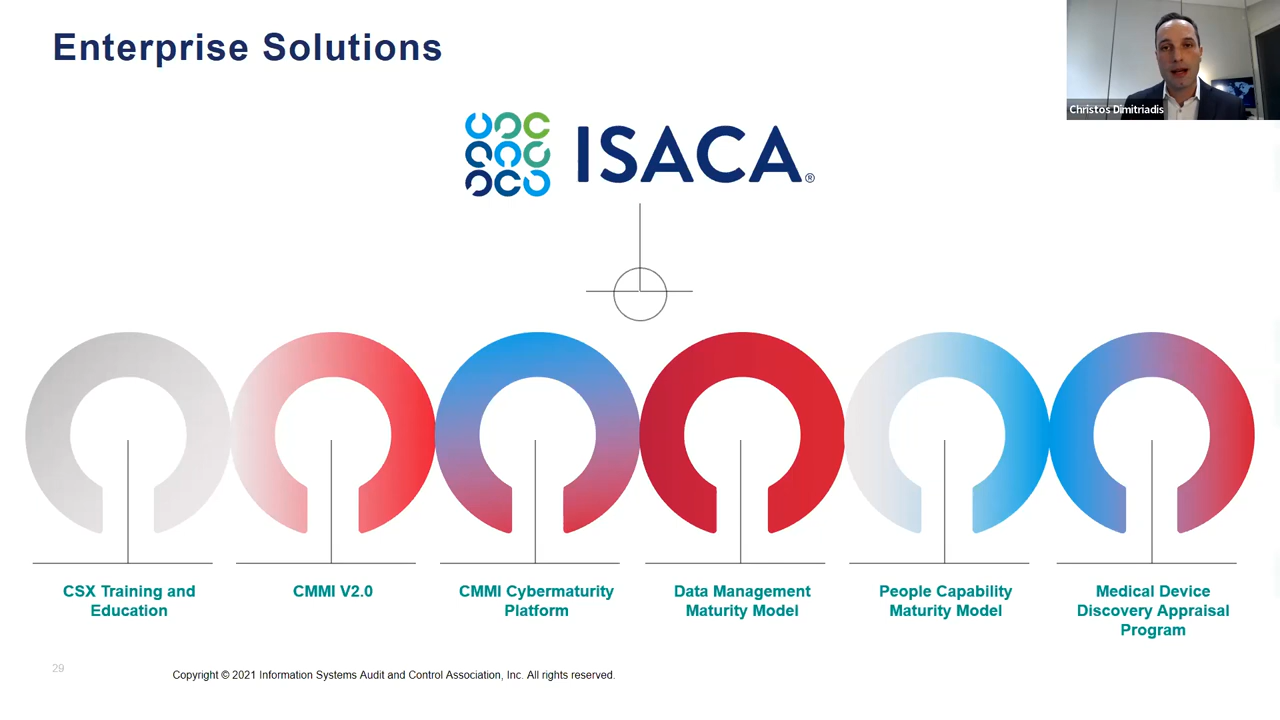 Enterprise Solutions
Christos Dimitriadis
ISACA®
CSX Training and
Education
CMMI V2.0
CMMI Cybermaturity
Platform
Data Management
Maturity Model
People Capability
Maturity Model
Medical Device
Discovery Appraisal
Program
29
Copyright © 2021 Information Systems Audit and Control Association, Inc. All rights reserved.